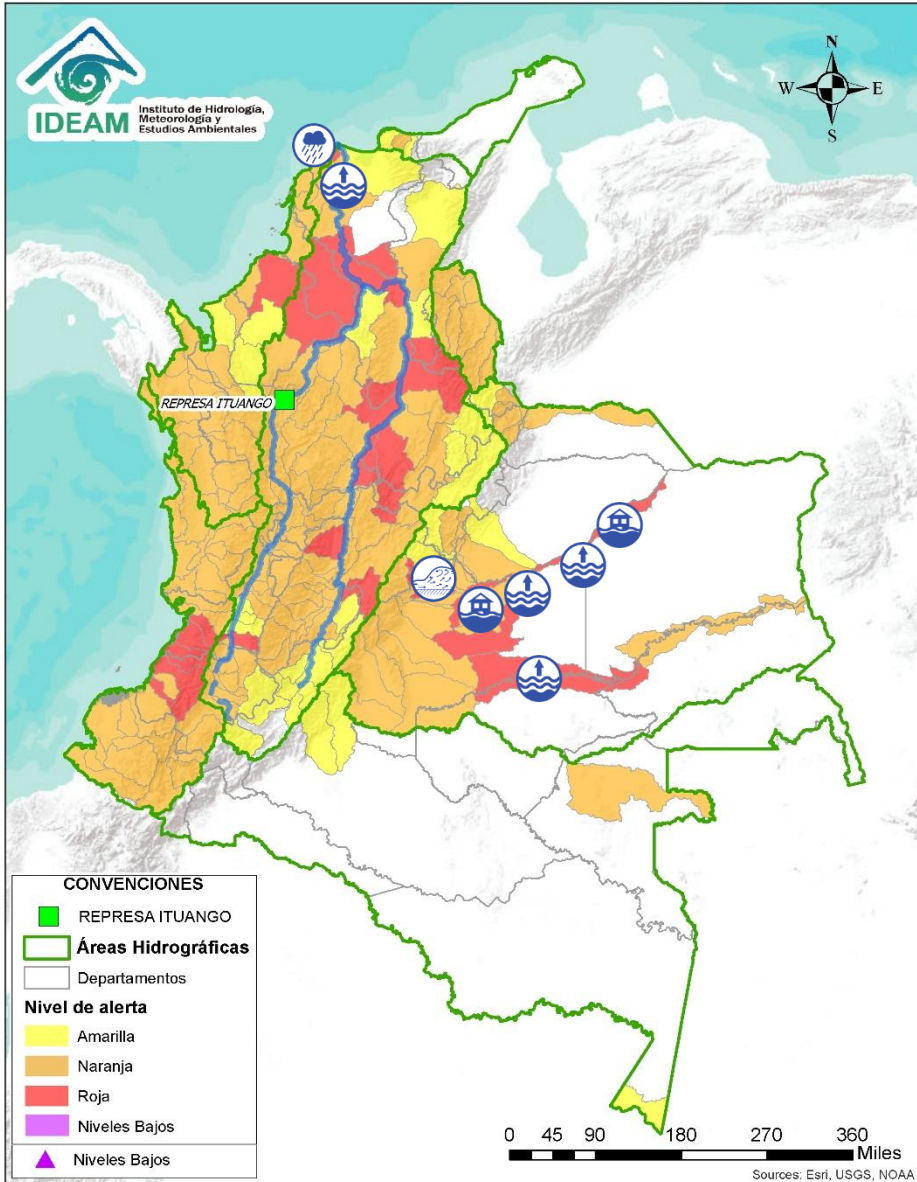 IDEAM
Instituto de Hidrología,
Meteorología y
Estudios Ambientales
N
W
E
S
REPRESA ITUANGO
CONVENCIONES
REPRESA ITUANGO
Áreas Hidrográficas
Departamentos
Nivel de alerta
Amarilla
Naranja
Roja
Niveles Bajos
Niveles Bajos
0 45 90 180 270 360
Miles
Sources: Esri, USGS, NOAA